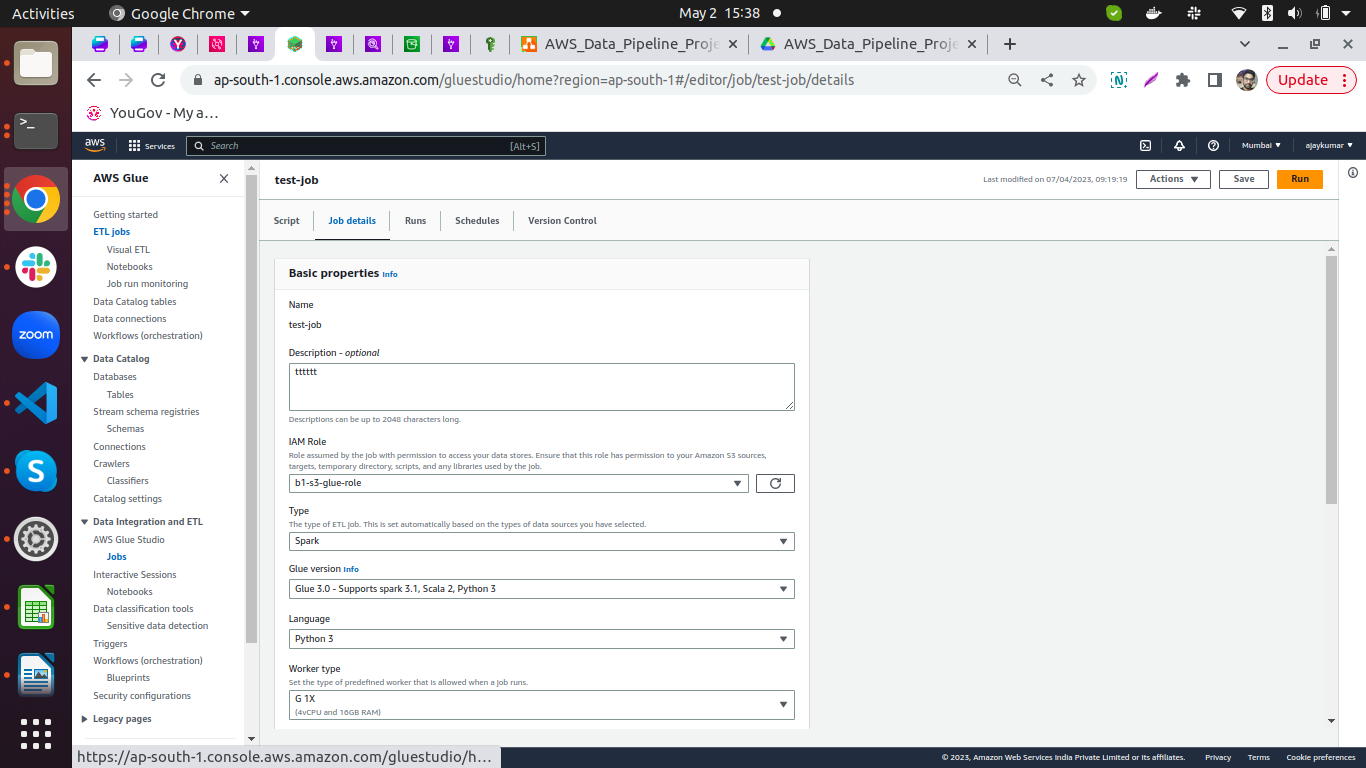 Activities
Google Chrome
May 2 15:38
AWS_Data_Pipeline_Proje
AWS_Data_Pipeline_Proje
ap-south-1.console.aws.amazon.com/gluestudio/home?region=ap-south-1#/editor/job/test-job/details
Update
YouGov - My a...
aws
Services
Search
[Alt+S]
Mumbai
ajaykumar
AWS Glue
Getting started
ETL jobs
Visual ETL
Notebooks
Job run monitoring
Data Catalog tables
Data connections
Workflows (orchestration)
Data Catalog
Databases
Tables
Stream schema registries
Schemas
Connections
Crawlers
Classifiers
Catalog settings
Data Integration and ETL
AWS Glue Studio
Jobs
Interactive Sessions
Notebooks
Data classification tools
Sensitive data detection
Triggers
Workflows (orchestration)
Blueprints
Security configurations
Legacy pages
test-job
Last modified on 07/04/2023, 09:19:19
Actions
Save
Run
Script
Job details
Runs
Schedules
Version Control
Basic properties Info
Name
test-job
Description - optional
tttttt
Descriptions can be up to 2048 characters long.
IAM Role
Role assumed by the job with permission to access your data stores. Ensure that this role has permission to your Amazon S3 sources,
targets, temporary directory, scripts, and any libraries used by the job.
b1-s3-glue-role
Type
The type of ETL job. This is set automatically based on the types of data sources you have selected.
Spark
Glue version Info
Glue 3.0 - Supports spark 3.1, Scala 2, Python 3
Language
Python 3
Worker type
Set the type of predefined worker that is allowed when a job runs.
G 1X
(4vCPU and 16GB RAM)
zoom
https://ap-south-1.console.aws.amazon.com/gluestudio/h...
© 2023, Amazon Web Services India Private Limited or its affiliates.
Privacy
Terms
Cookie preferences